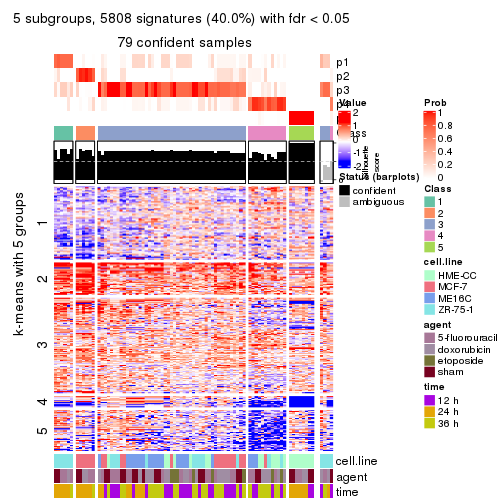 5 subgroups, 5808 signatures (40.0%) with fdr < 0.05
79 confident samples
p1
p2
p3
Value
2
1
0
-1
-2
Silhouette
score
Status (barplots)
confident
ambiguous
Prob
1
0.8
0.6
0.4
0.2
0
Class
1
2
3
4
5
cell.line
HME-CC
MCF-7
ME16C
ZR-75-1
agent
5-fluorouracil
doxorubicin
etoposide
sham
time
12 h
24 h
36 h
k-means with 5 groups
1
2
3
4
5
cell.line
agent
time